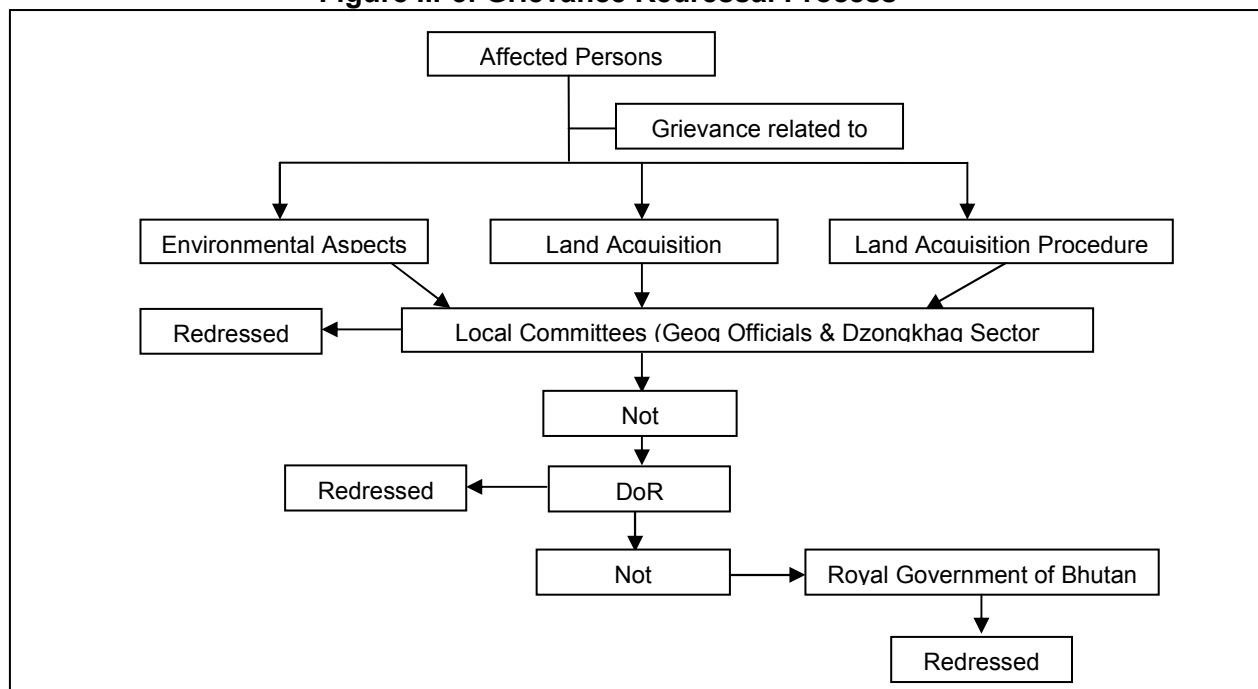 Figure III-6: Grievance Redressal Process
Affected Persons
Grievance related to
Environmental Aspects
Land Acquisition
Land Acquisition Procedure
Redressed
Local Committees (Geog Officials & Dzongkhag Sector
Not
Redressed
DoR
Not
Royal Government of Bhutan
Redressed